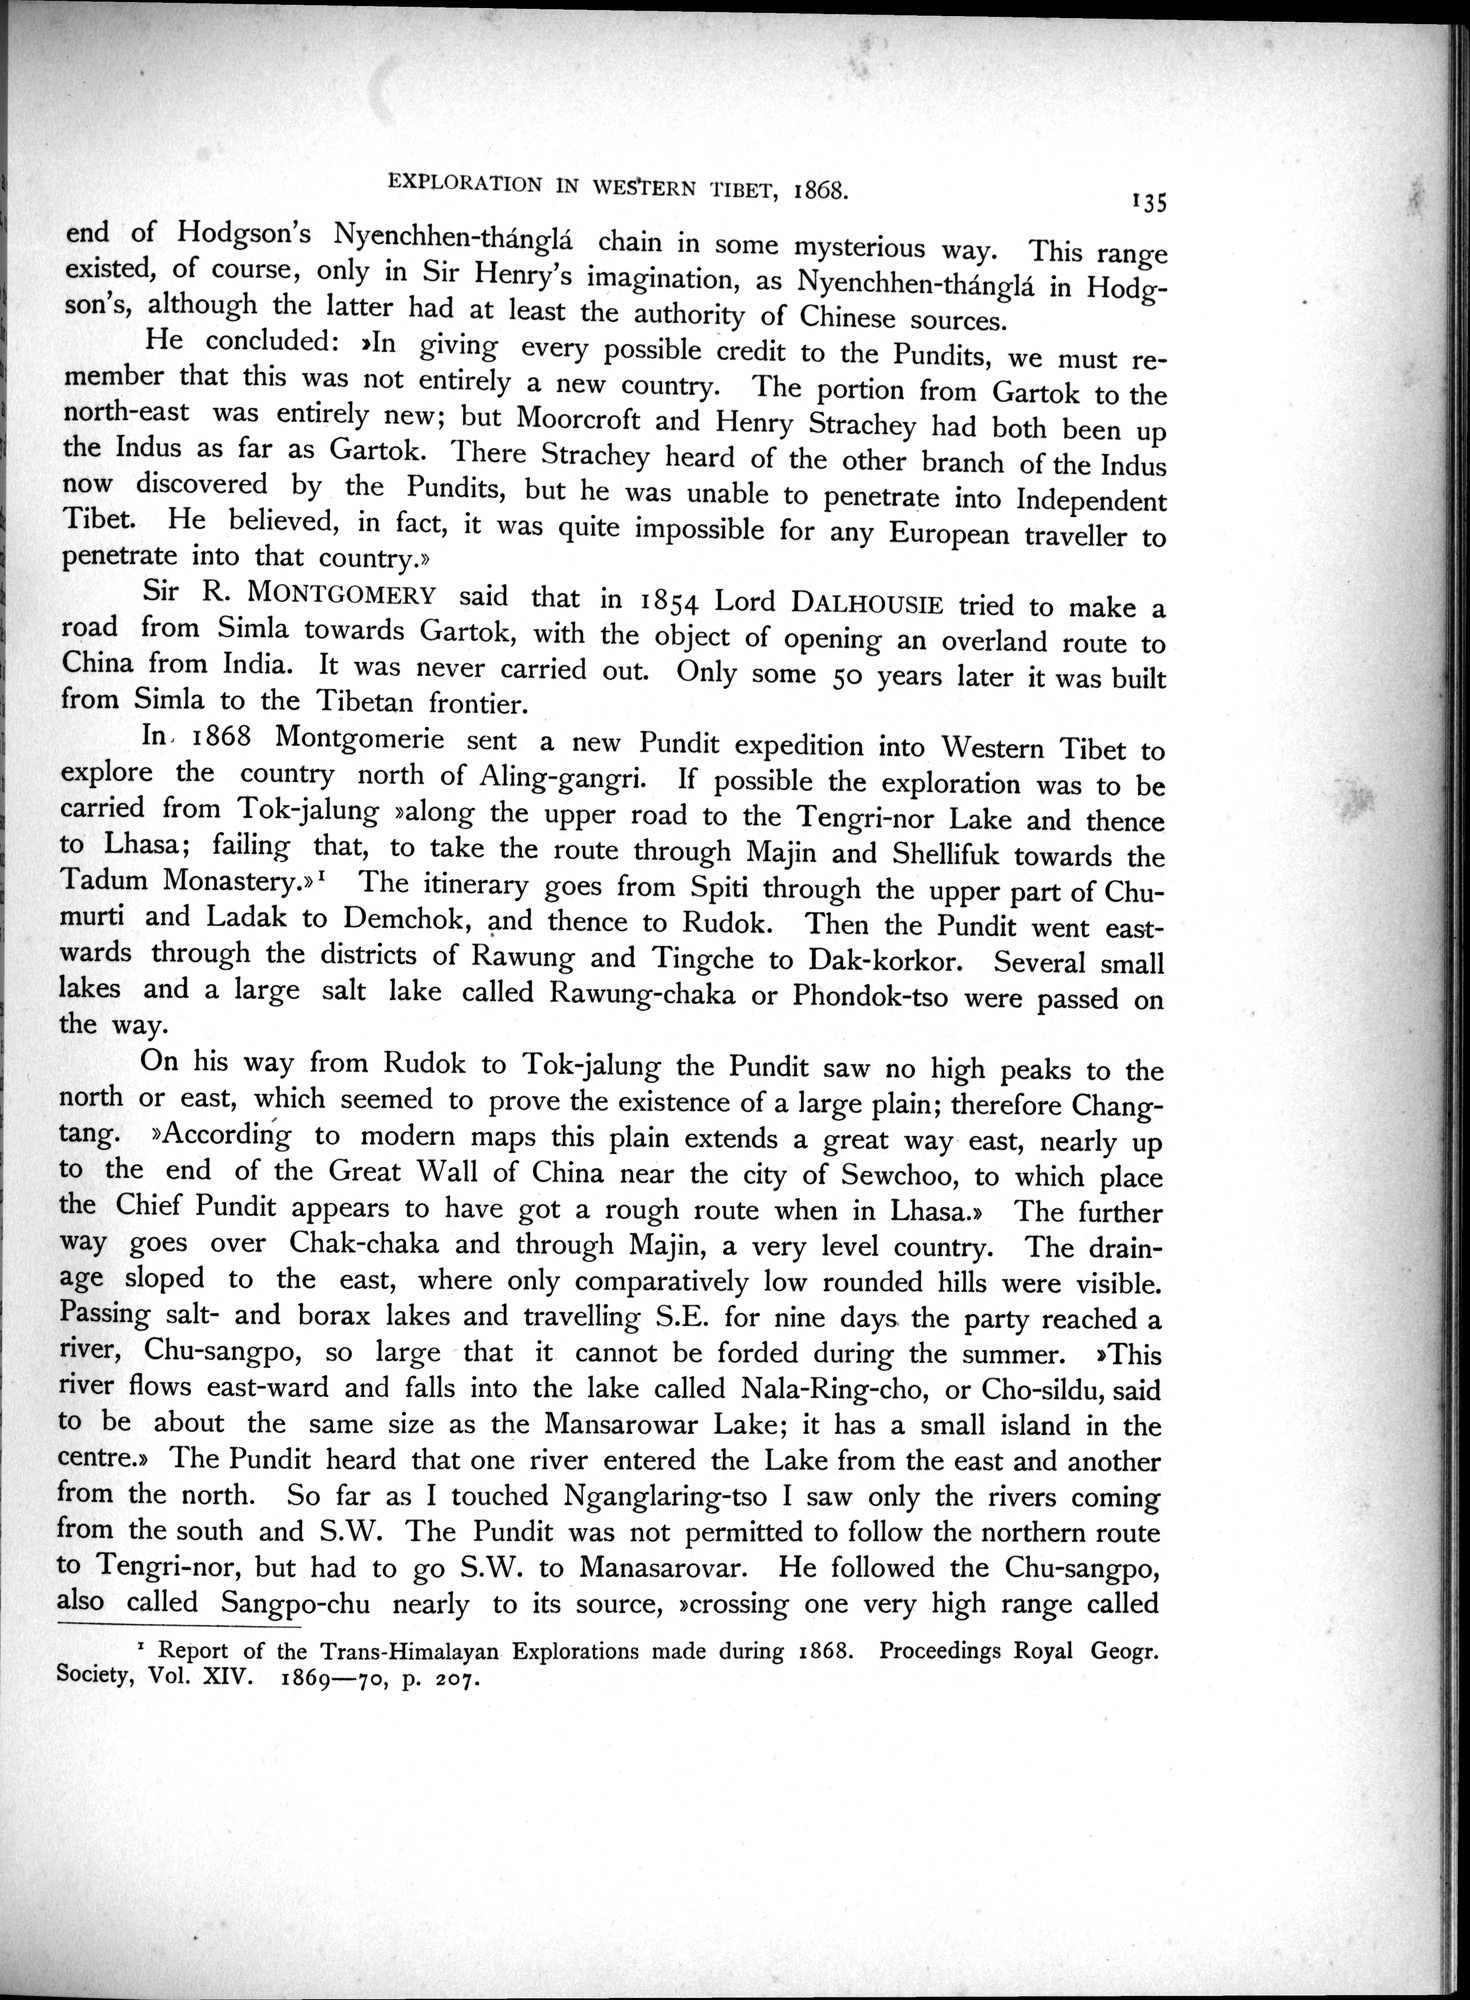 EXPLORATION IN WESTERN TIBET, 1868.
135
end of Hodgson's Nyenchhen-thánglá chain in some mysterious way. This range
existed, of course, only in Sir Henry's imagination, as Nyenchhen-thánglá in Hodg-
son's, although the latter had at least the authority of Chinese sources.
He concluded: »In giving every possible credit to the Pundits, we must re-
member that this was not entirely a new country. The portion from Gartok to the
north-east was entirely new; but Moorcroft and Henry Strachey had both been up
the Indus as far as Gartok. There Strachey heard of the other branch of the Indus
now discovered by the Pundits, but he was unable to penetrate into Independent
Tibet. He believed, in fact, it was quite impossible for any European traveller to
penetrate into that country.»
Sir R. MONTGOMERY said that in 1854 Lord DALHOUSIE tried to make a
road from Simla towards Gartok, with the object of opening an overland route to
China from India. It was never carried out. Only some 50 years later it was built
from Simla to the Tibetan frontier.
In 1868 Montgomerie sent a new Pundit expedition into Western Tibet to
explore the country north of Aling-gangri. If possible the exploration was to be
carried from Tok-jalung »along the upper road to the Tengri-nor Lake and thence
to Lhasa; failing that, to take the route through Majin and Shellifuk towards the
Tadum Monastery.»¹ The itinerary goes from Spiti through the upper part of Chu-
murti and Ladak to Demchok, and thence to Rudok. Then the Pundit went east-
wards through the districts of Rawung and Tingche to Dak-korkor. Several small
lakes and a large salt lake called Rawung-chaka or Phondok-tso were passed on
the way.
On his way from Rudok to Tok-jalung the Pundit saw no high peaks to the
north or east, which seemed to prove the existence of a large plain; therefore Chang-
tang. »According to modern maps this plain extends a great way east, nearly up
to the end of the Great Wall of China near the city of Sewchoo, to which place
the Chief Pundit appears to have got a rough route when in Lhasa.» The further
way goes over Chak-chaka and through Majin, a very level country. The drain-
age sloped to the east, where only comparatively low rounded hills were visible.
Passing salt- and borax lakes and travelling S.E. for nine days the party reached a
river, Chu-sangpo, so large that it cannot be forded during the summer. »This
river flows east-ward and falls into the lake called Nala-Ring-cho, or Cho-sildu, said
to be about the same size as the Mansarowar Lake; it has a small island in the
centre.» The Pundit heard that one river entered the Lake from the east and another
from the north. So far as I touched Nganglaring-tso I saw only the rivers coming
from the south and S.W. The Pundit was not permitted to follow the northern route
to Tengri-nor, but had to go S.W. to Manasarovar. He followed the Chu-sangpo,
also called Sangpo-chu nearly to its source, »crossing one very high range called
¹ Report of the Trans-Himalayan Explorations made during 1868. Proceedings Royal Geogr.
Society, Vol. XIV. 1869—70, p. 207.